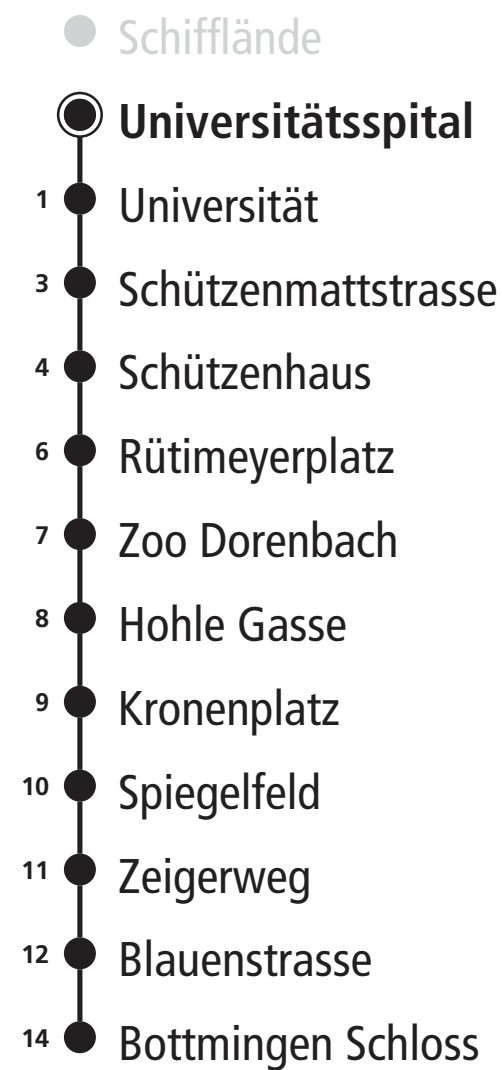 Schifflände
Universitätsspital
1 Universität
3 Schützenmattstrasse
4 Schützenhaus
6 Rütimeyerplatz
7 Zoo Dorenbach
8 Hohle Gasse
9 Kronenplatz
10 Spiegelfeld
11 Zeigerweg
12 Blauenstrasse
14 Bottmingen Schloss